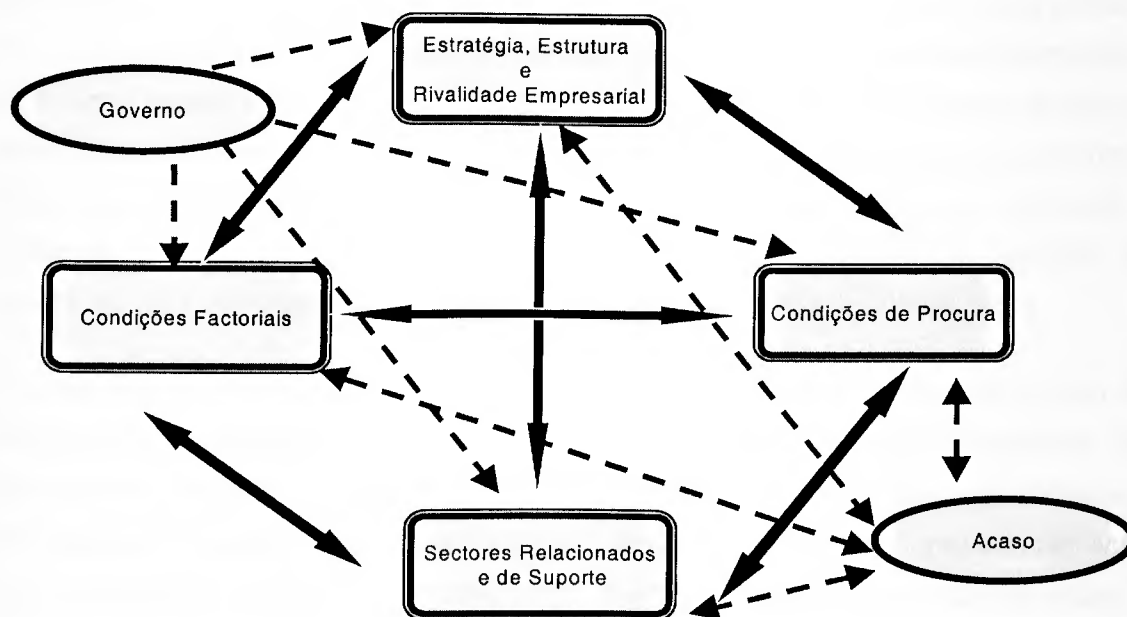 Estratégia, Estrutura
e
Rivalidade Empresarial
Governo
Condições Factoriais
Condições de Procura
Sectores Relacionados
e de Suporte
Acaso